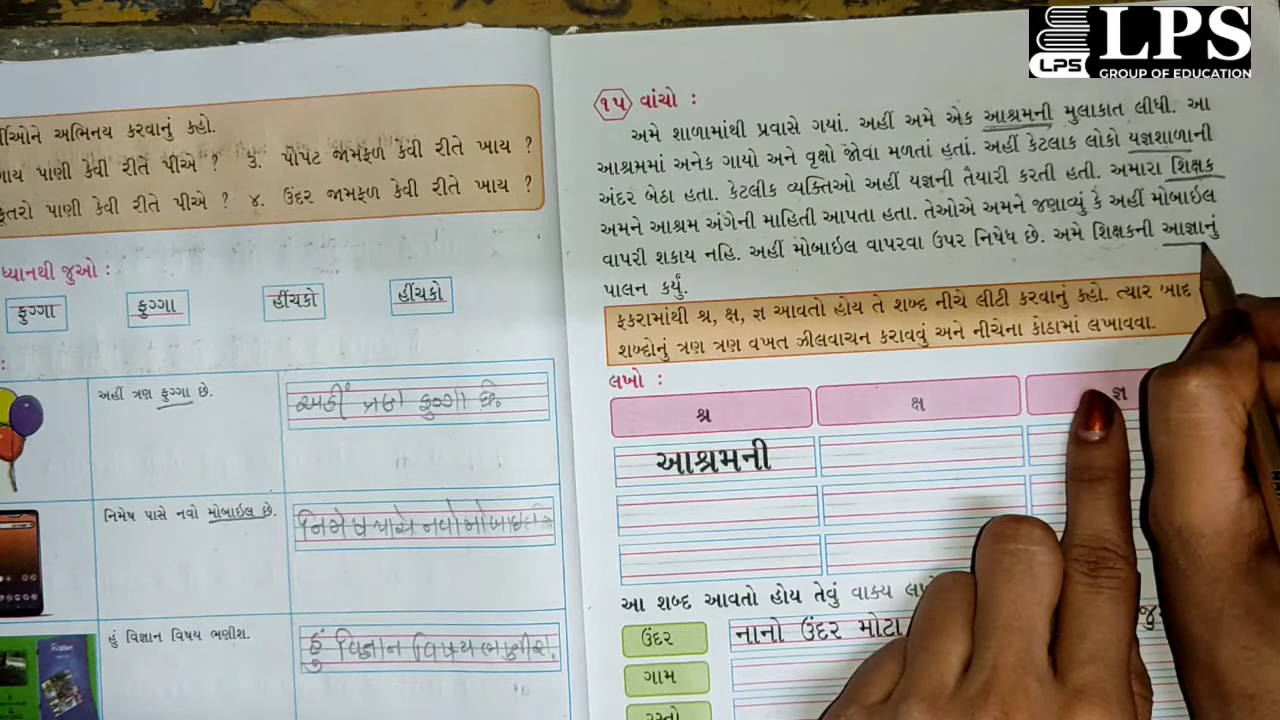 LPS
LPS
GROUP OF EDUCATION
અભિનય કરવાનું કહો.
પાણી કેવી રીતે પીએ ? ૩. પોપટ જામફળ કેવી રીતે ખાય ?
પાણી કેવી રીતે પીએ ? ૪. ઉંદર જામફળ કેવી રીતે ખાય ?
ધ્યાનથી જુઓ :
ફુગ્ગા ફુગ્ગા હીંચકો હીંચકો
અહીં ત્રણ ફુગ્ગા છે.
અહીં ત્રણ ફુગ્ગા છે.
નિમેષ પાસે નવો મોબાઇલ છે.
નિમેષ પાસે નવો મોબાઇલ છે
હું વિજ્ઞાન વિષય ભણીશ.
હું વિજ્ઞાન વિષય ભણીશ.
૧૫ વાંચો :
અમે શાળામાંથી પ્રવાસે ગયાં. અહીં અમે એક આશ્રમની મુલાકાત લીધી. આ
આશ્રમમાં અનેક ગાયો અને વૃક્ષો જોવા મળતાં હતાં. અહીં કેટલાક લોકો યજ્ઞશાળાની
અંદર બેઠા હતા. કેટલીક વ્યક્તિઓ અહીં યજ્ઞની તૈયારી કરતી હતી. અમારા શિક્ષક
અમને આશ્રમ અંગેની માહિતી આપતા હતા. તેઓએ અમને જણાવ્યું કે અહીં મોબાઇલ
વાપરી શકાય નહિ. અહીં મોબાઇલ વાપરવા ઉપર નિષેધ છે. અમે શિક્ષકની આજ્ઞાનું
પાલન કર્યું.
ફકરામાંથી શ્ર, ક્ષ, જ્ઞ આવતો હોય તે શબ્દ નીચે લીટી કરવાનું કહો. ત્યાર બાદ
શબ્દોનું ત્રણ ત્રણ વખત ઝીલવાચન કરાવવું અને નીચેના કોઠામાં લખાવવા.
લખો :
શ્ર ક્ષ જ્ઞ
આશ્રમની
આ શબ્દ આવતો હોય તેવું વાક્ય
ઉંદર નાનો ઉંદર મોટા
ગામ